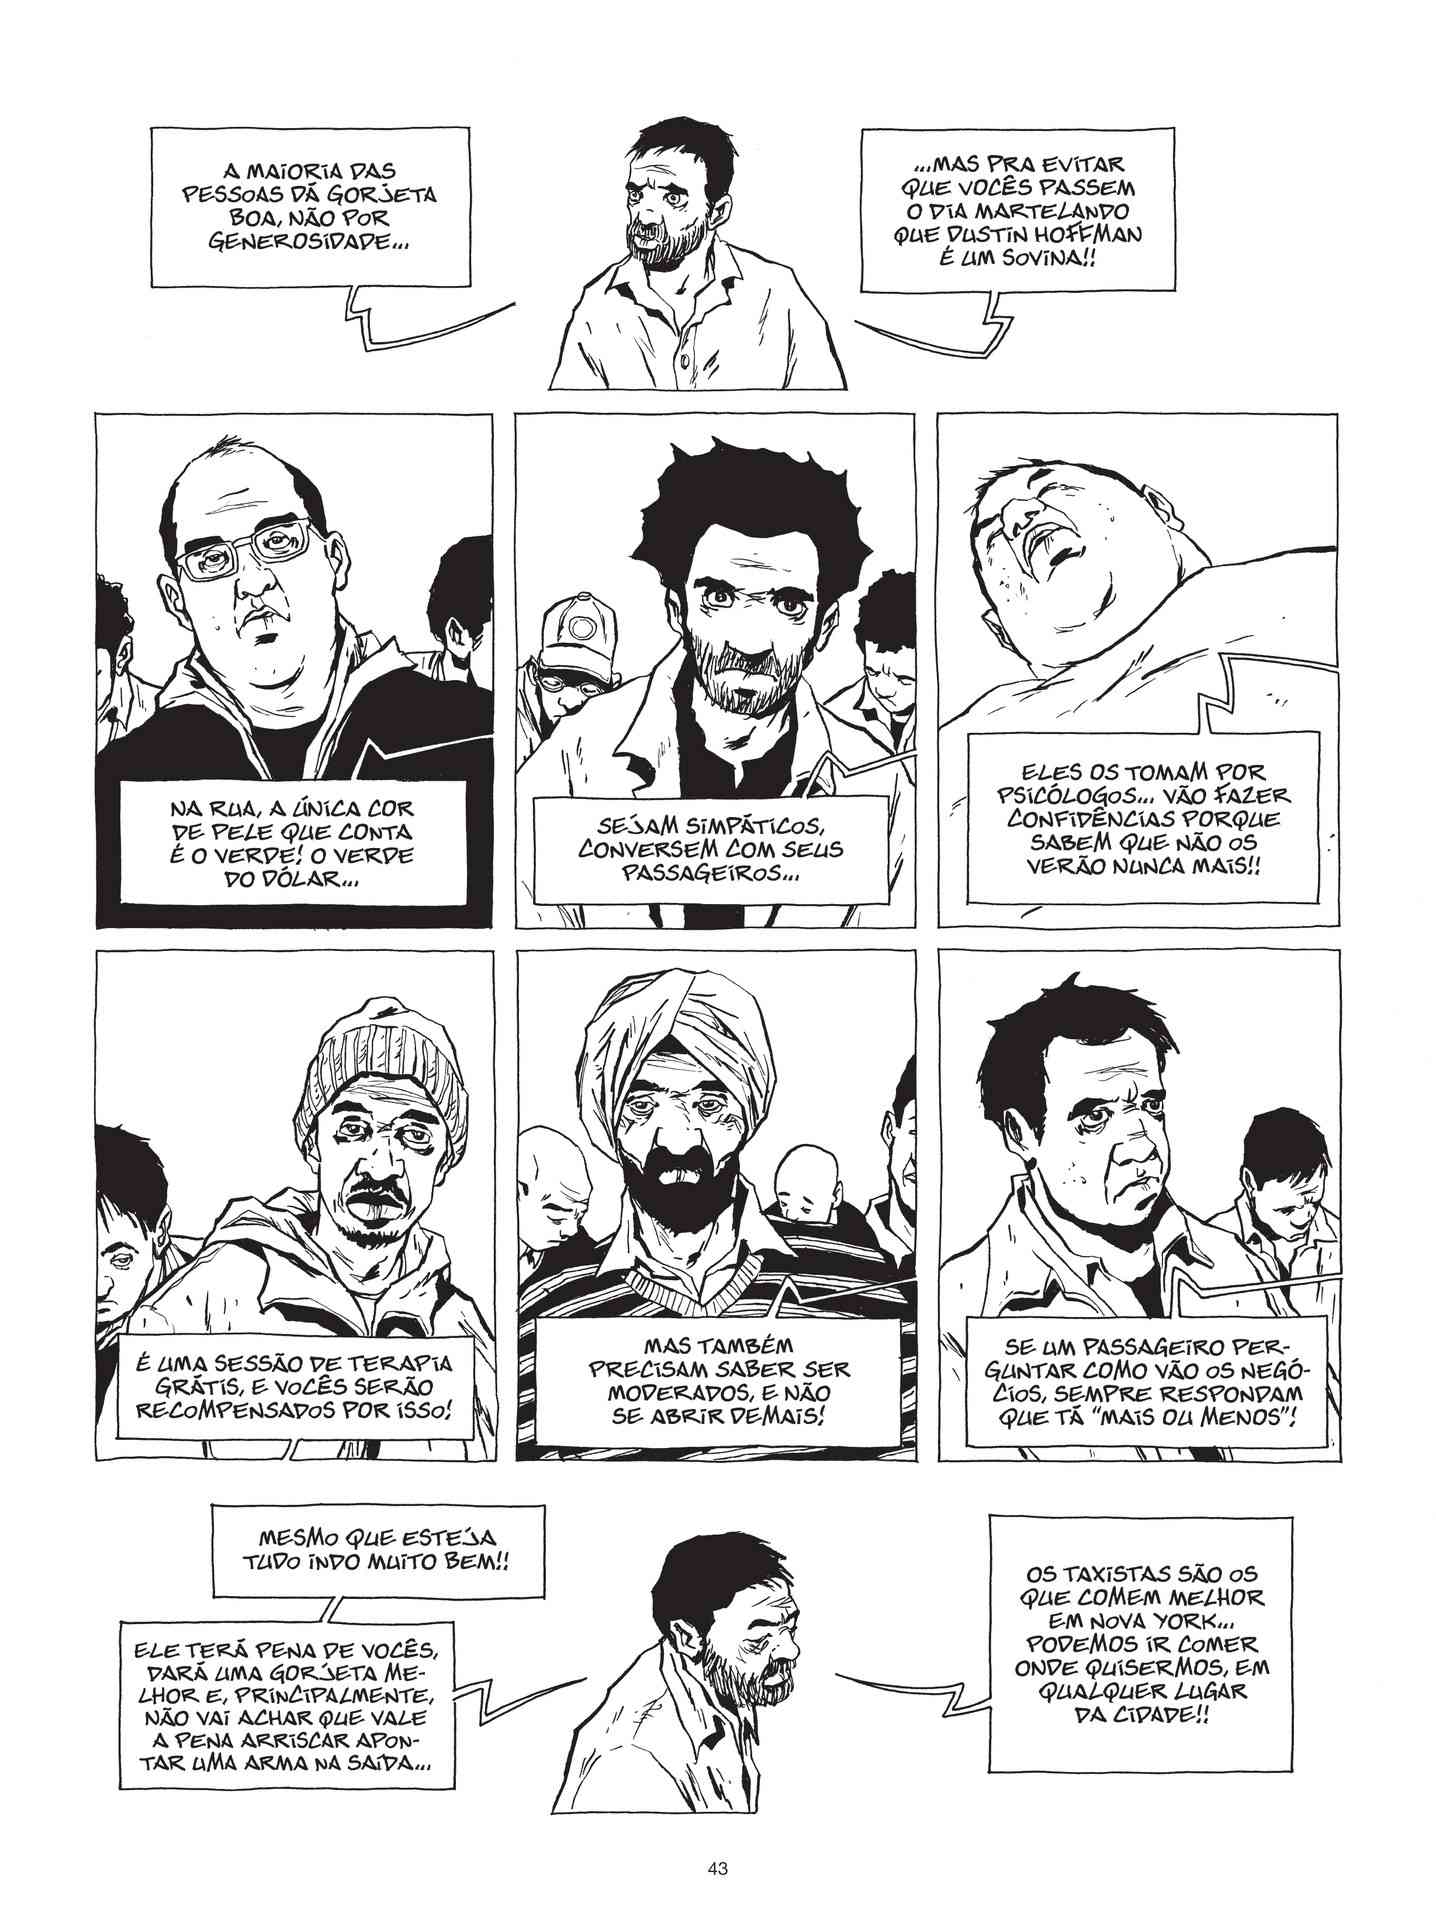 A MAIORIA DAS
PESSOAS DÁ GORJETA
BOA, NÃO POR
GENEROSIDADE...
...MAS PRA EVITAR
QUE VOCÊS PASSEM
O DIA MARTELANDO
QUE DUSTIN HOFFMAN
É UM SOVINA!!
NA RUA, A ÚNICA COR
DE PELE QUE CONTA
É O VERDE! O VERDE
DO DÓLAR...
SEJAM SIMPÁTICOS,
CONVERSEM COM SEUS
PASSAGEIROS...
ELES OS TOMAM POR
PSICÓLOGOS... VÃO FAZER
CONFIDÊNCIAS PORQUE
SABEM QUE NÃO OS
VERÃO NUNCA MAIS!!
É UMA SESSÃO DE TERAPIA
GRÁTIS, E VOCÊS SERÃO
RECOMPENSADOS POR ISSO!
MAS TAMBÉM
PRECISAM SABER SER
MODERADOS, E NÃO
SE ABRIR DEMAIS!
SE UM PASSAGEIRO PER-
GUNTAR COMO VÃO OS NEGÓ-
CIOS, SEMPRE RESPONDAM
QUE TÁ "MAIS OU MENOS"!
MESMO QUE ESTEJA
TUDO INDO MUITO BEM!!
ELE TERÁ PENA DE VOCÊS,
DARÁ UMA GORJETA ME-
LHOR E, PRINCIPALMENTE,
NÃO VAI ACHAR QUE VALE
A PENA ARRISCAR APON-
TAR UMA ARMA NA SAÍDA...
OS TAXISTAS SÃO OS
QUE COMEM MELHOR
EM NOVA YORK...
PODEMOS IR COMER
ONDE QUISERMOS, EM
QUALQUER LUGAR
DA CIDADE!!
43